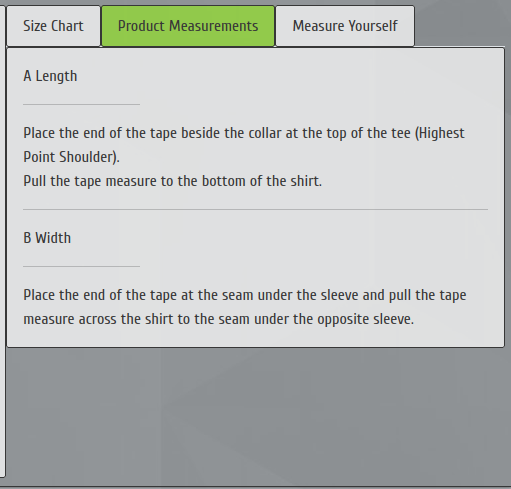 Size Chart
Product Measurements
Measure Yourself
A Length
Place the end of the tape beside the collar at the top of the tee (Highest
Point Shoulder).
Pull the tape measure to the bottom of the shirt.
B Width
Place the end of the tape at the seam under the sleeve and pull the tape
measure across the shirt to the seam under the opposite sleeve.